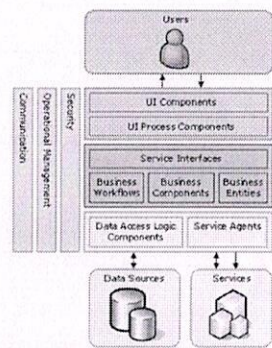 Users
Communication
Operational Management
Security
UI Components
UI Process Components
Service Interfaces
Business
Workflows
Business
Components
Business
Entities
Data Access Logic
Components
Service Agents
Data Sources
Services